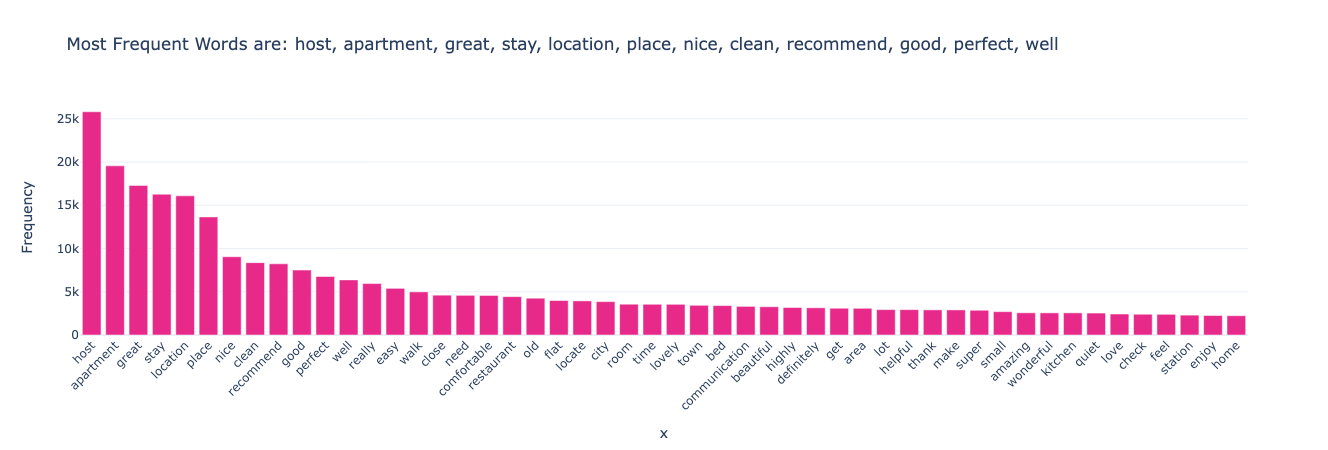 Most Frequent Words are: host, apartment, great, stay, location, place, nice, clean, recommend, good, perfect, well
Frequency
25k
20k
15k
10k
5k
0
host
apartment
great
stay
location
place
nice
clean
recommend
good
perfect
well
really
easy
walk
close
need
comfortable
restaurant
old
flat
locate
city
room
time
lovely
town
bed
communication
beautiful
highly
definitely
get
area
lot
helpful
thank
make
super
small
amazing
wonderful
kitchen
quiet
love
check
feel
station
enjoy
home
x